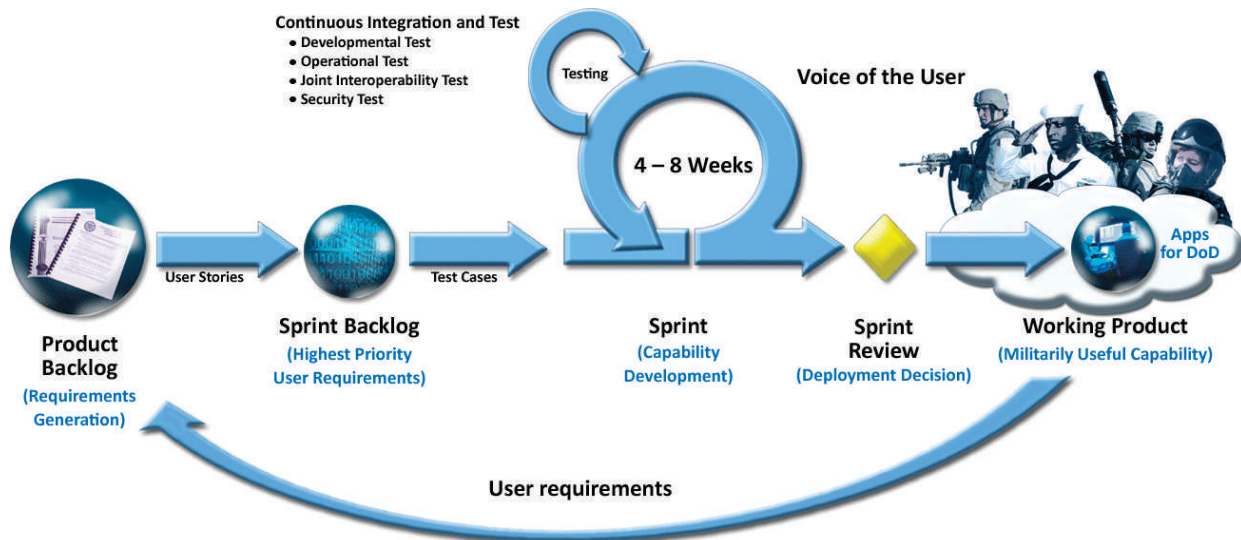 Continuous Integration and Test
• Developmental Test
• Operational Test
• Joint Interoperability Test
• Security Test
Testing
4 – 8 Weeks
Voice of the User
Apps
for DoD
User Stories
Test Cases
Product
Backlog
(Requirements
Generation)
Sprint Backlog
(Highest Priority
User Requirements)
Sprint
(Capability
Development)
Sprint
Review
(Deployment Decision)
Working Product
(Militarily Useful Capability)
User requirements